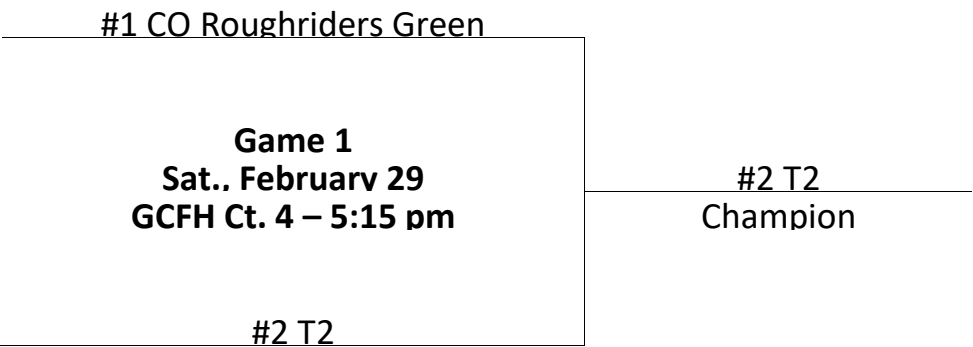 #1 CO Roughriders Green
Game 1
Sat., February 29
GCFH Ct. 4 – 5:15 pm
#2 T2
Champion
#2 T2